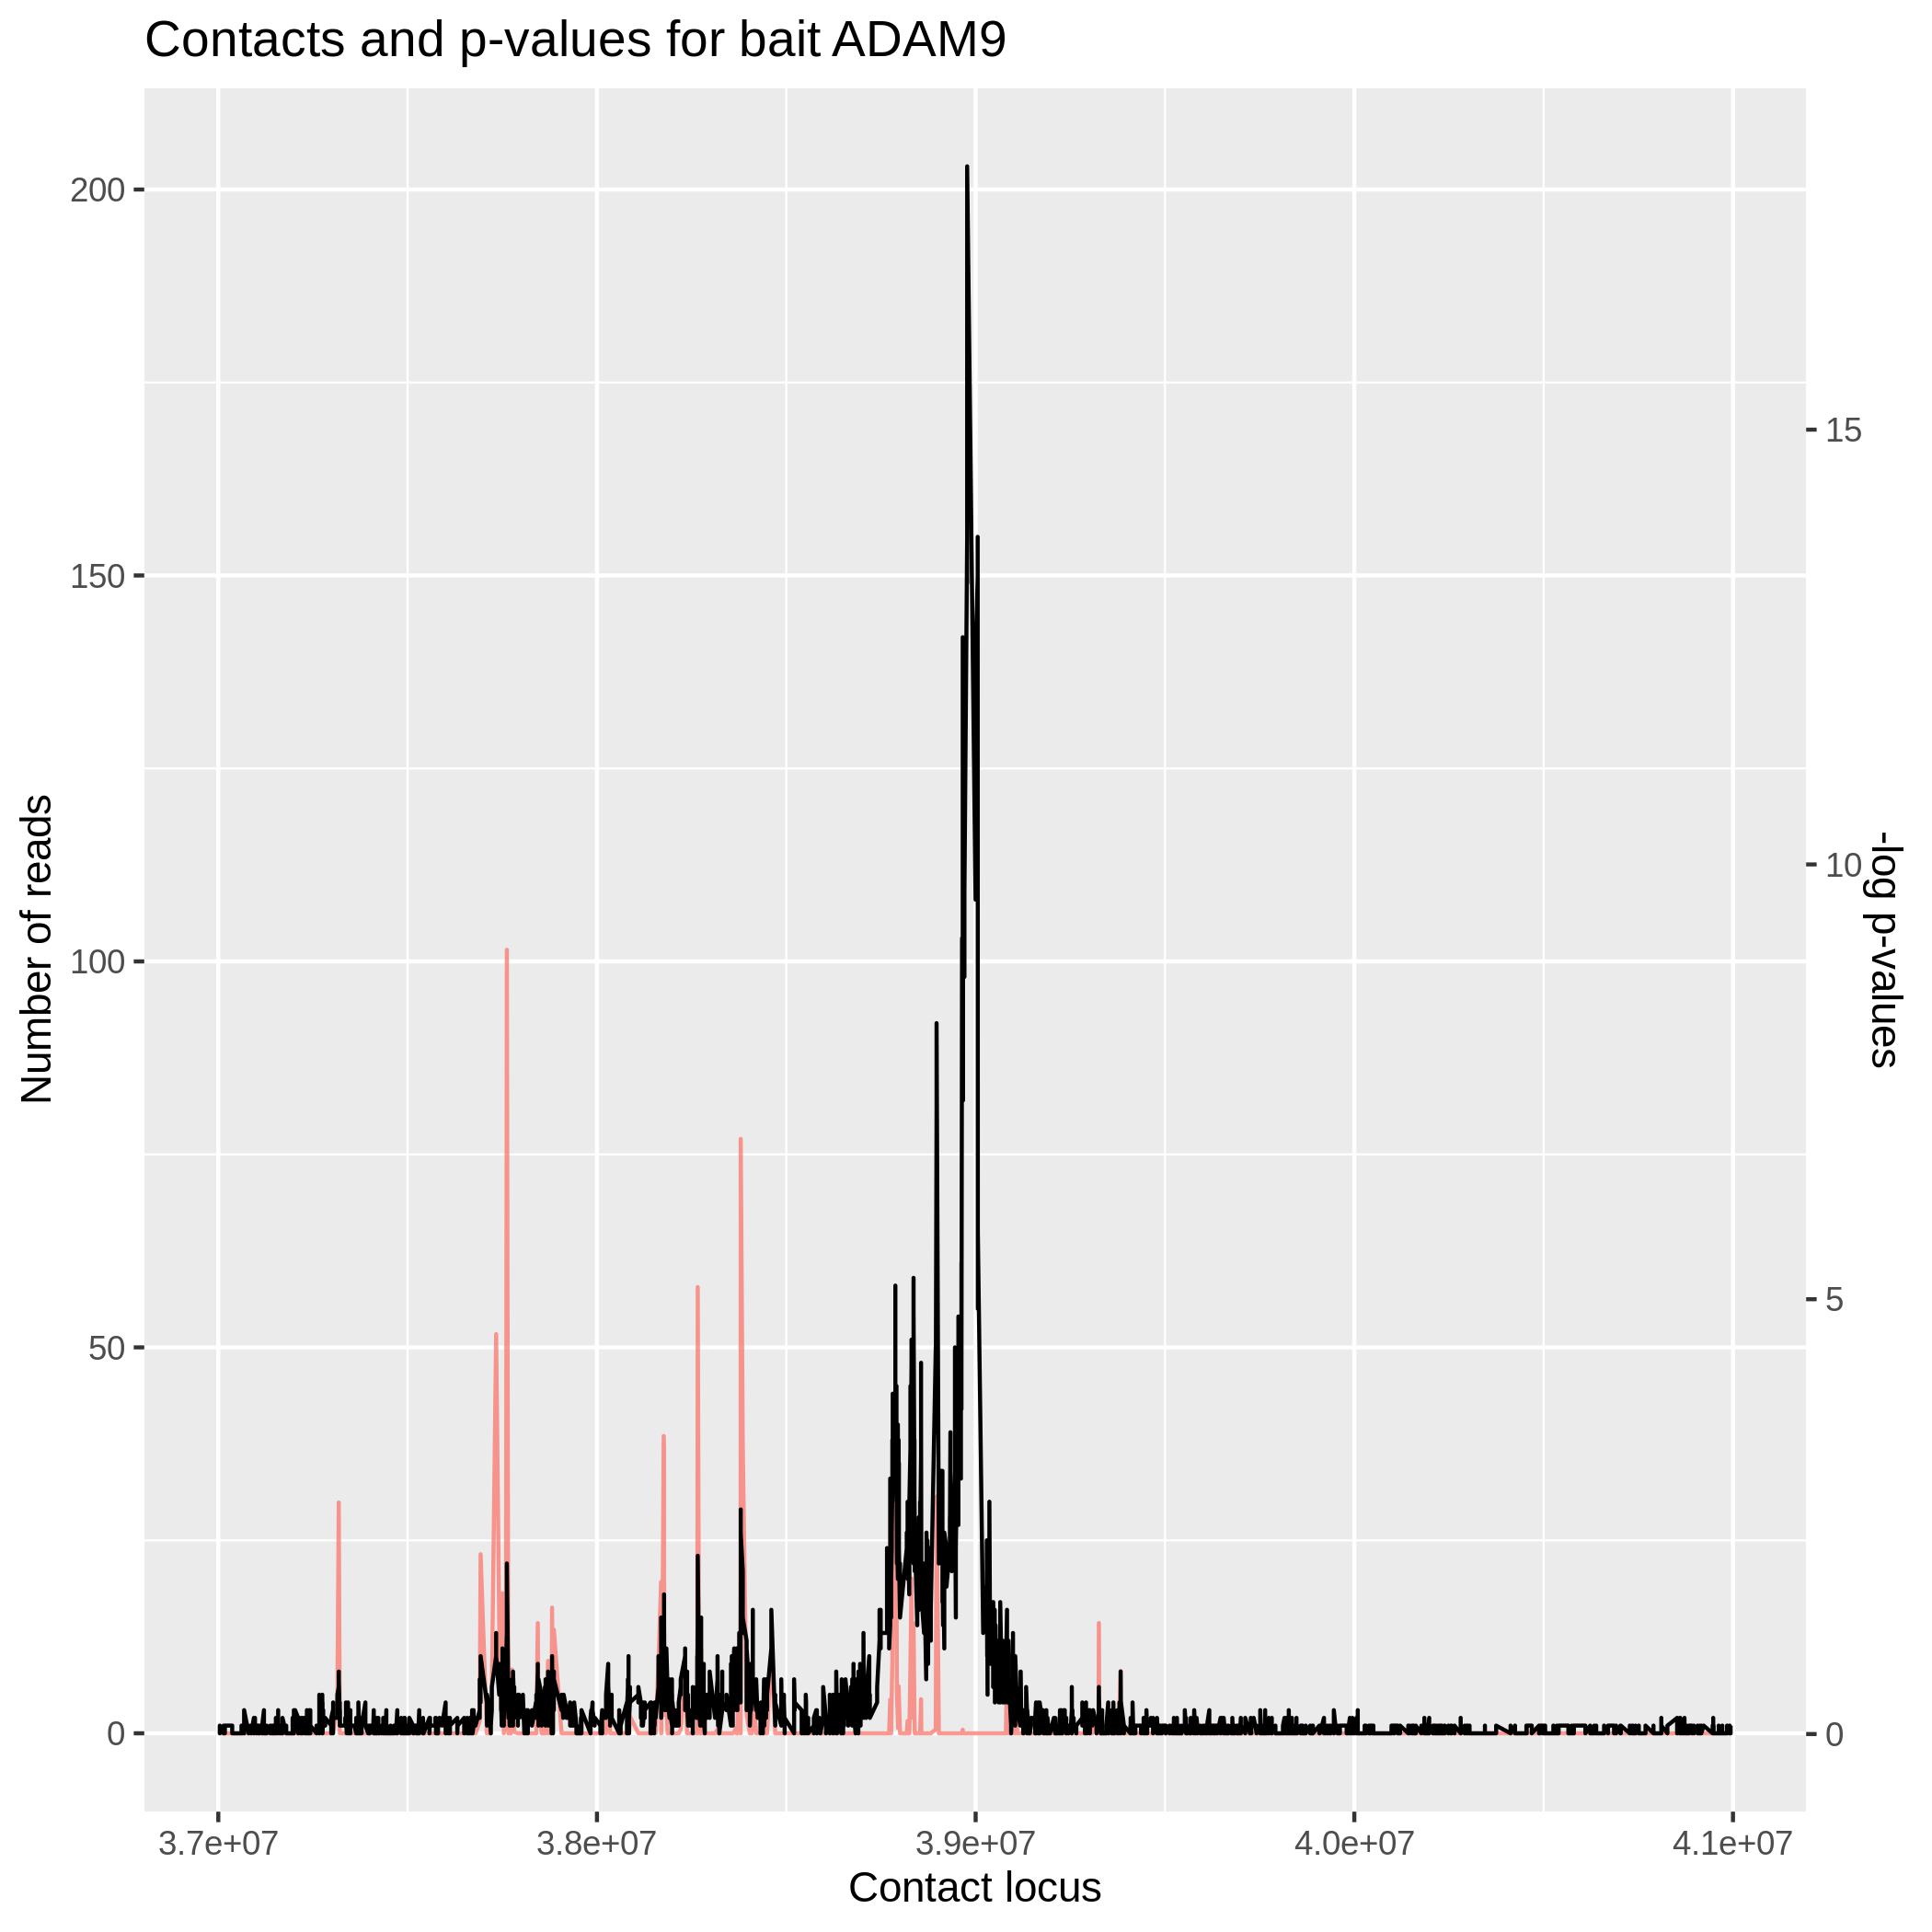 Contacts and p-values for bait ADAM9
Number of reads
200
150
100
50
0
15
10
5
0
-log p-values
3.7e+07 3.8e+07 3.9e+07 4.0e+07 4.1e+07
Contact locus